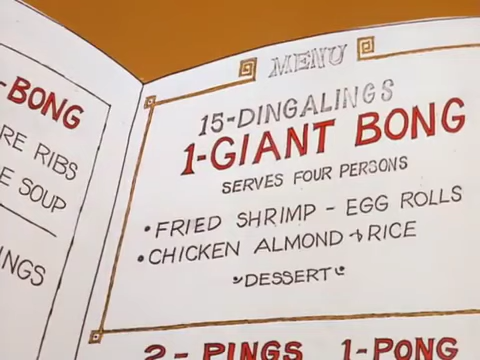 -BONG
RE RIBS
E SOUP
INGS
MENU
15-DINGALINGS
1-GIANT BONG
SERVES FOUR PERSONS
•FRIED SHRIMP - EGG ROLLS
•CHICKEN ALMOND & RICE
DESSERT
2 - PINGS 1-PONG